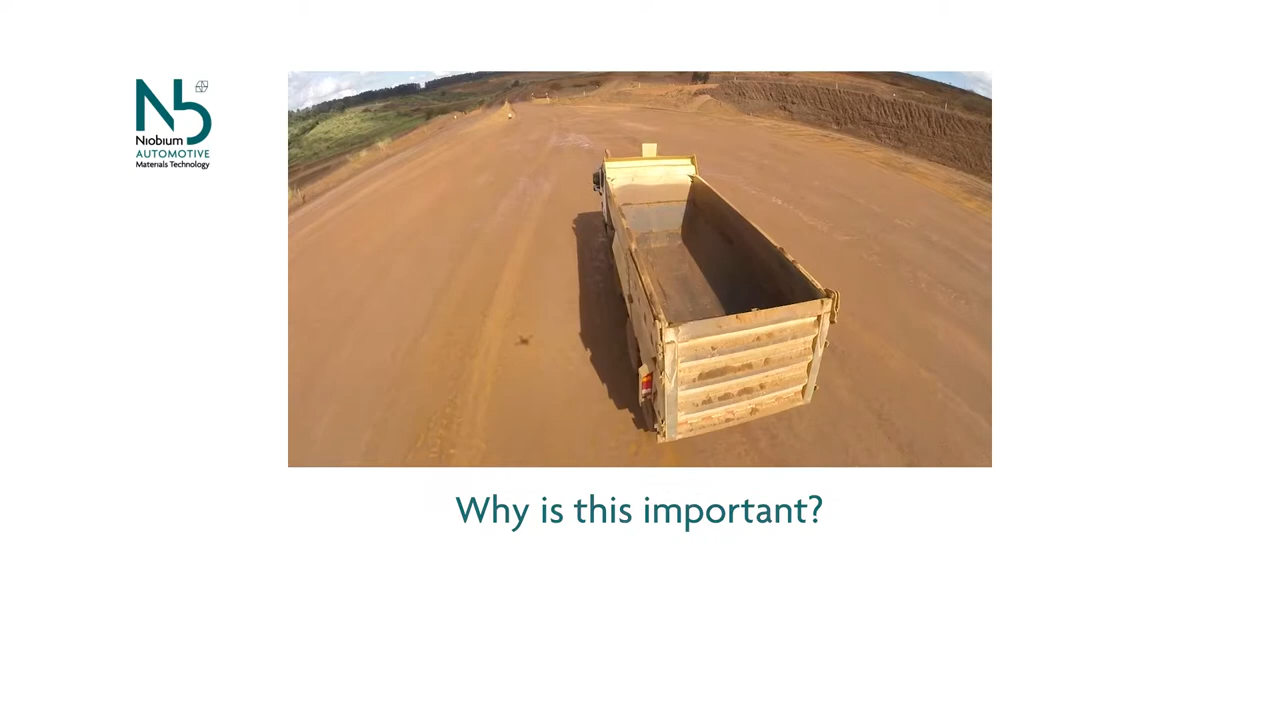 Nb
Niobium
AUTOMOTIVE
Materials Technology
Why is this important?